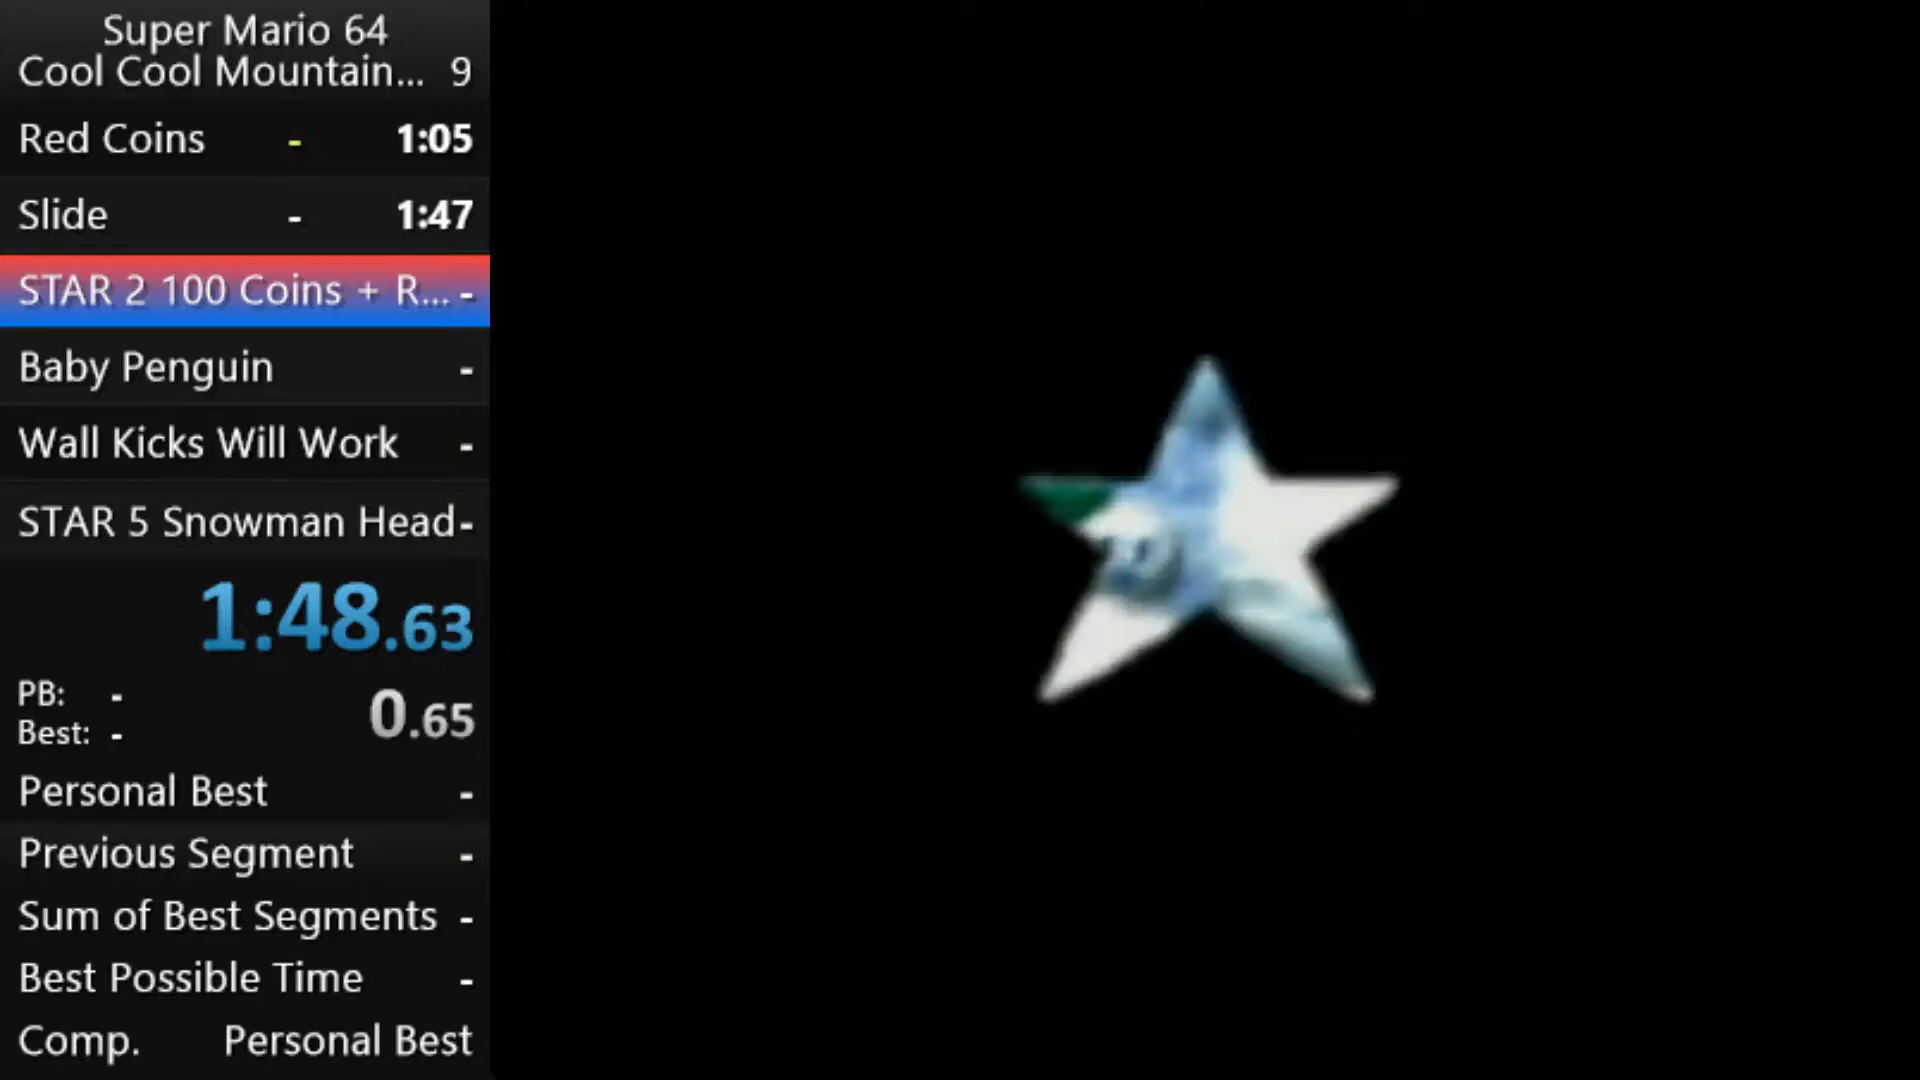 Super Mario 64
Cool Cool Mountain... 9
Red Coins - 1:05
Slide - 1:47
STAR 2 100 Coins + R... -
Baby Penguin -
Wall Kicks Will Work -
STAR 5 Snowman Head -
1:48.63
PB: -
Best: - 0.65
Personal Best -
Previous Segment -
Sum of Best Segments -
Best Possible Time -
Comp. Personal Best